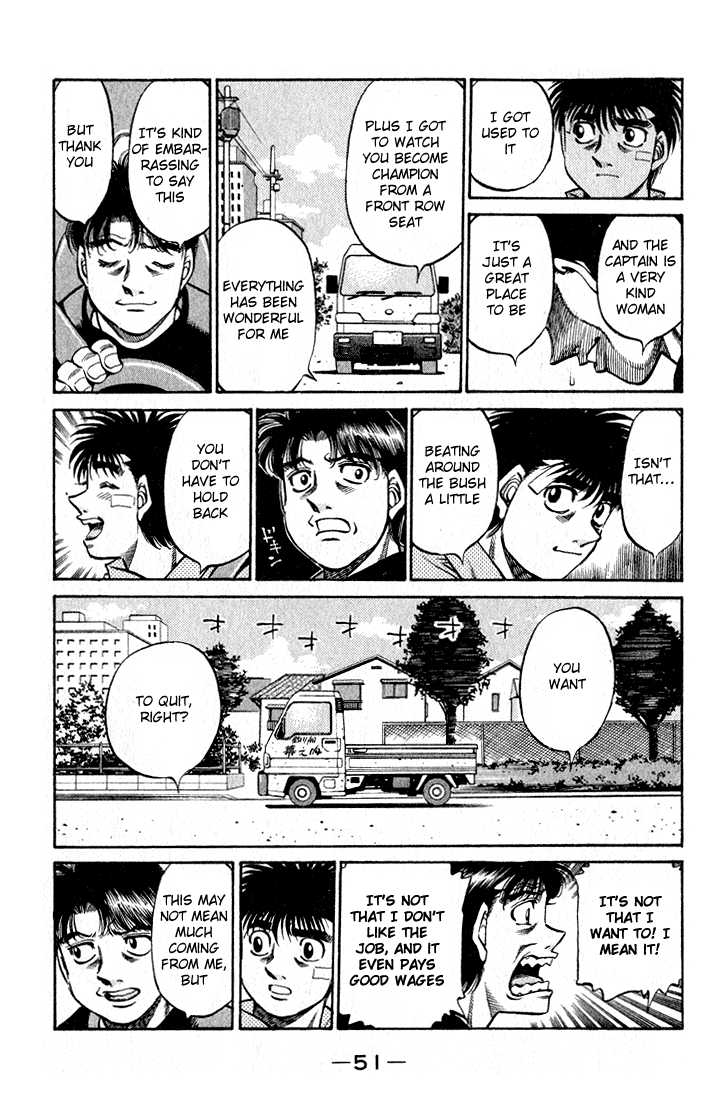 I GOT
USED TO
IT
AND THE
CAPTAIN IS
A VERY
KIND
WOMAN
IT'S
JUST A
GREAT
PLACE
TO BE
PLUS I GOT
TO WATCH
YOU BECOME
CHAMPION
FROM A
FRONT ROW
SEAT
EVERYTHING
HAS BEEN
WONDERFUL
FOR ME
IT'S KIND
OF EMBAR-
RASSING
TO SAY
THIS
BUT
THANK
YOU
ISN'T
THAT...
BEATING
AROUND
THE BUSH
A LITTLE
ドキン
YOU
DON'T
HAVE TO
HOLD
BACK
YOU
WANT
TO QUIT,
RIGHT?
IT'S NOT
THAT I
WANT TO! I
MEAN IT!
IT'S NOT
THAT I DON'T
LIKE THE
JOB, AND IT
EVEN PAYS
GOOD WAGES
THIS MAY
NOT MEAN
MUCH
COMING
FROM ME,
BUT
—51—